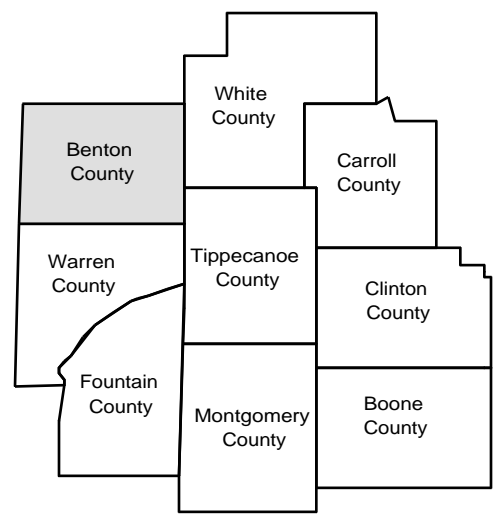 White
County
Benton
County
Carroll
County
Warren
County
Tippecanoe
County
Clinton
County
Fountain
County
Montgomery
County
Boone
County